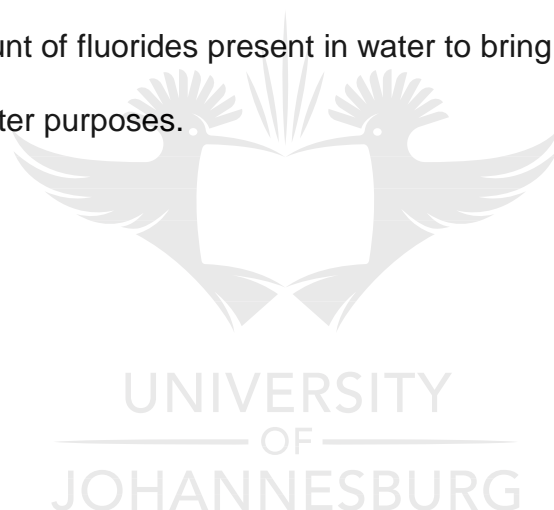 unt of fluorides present in water to bring
ter purposes.
UNIVERSITY
OF
JOHANNESBURG